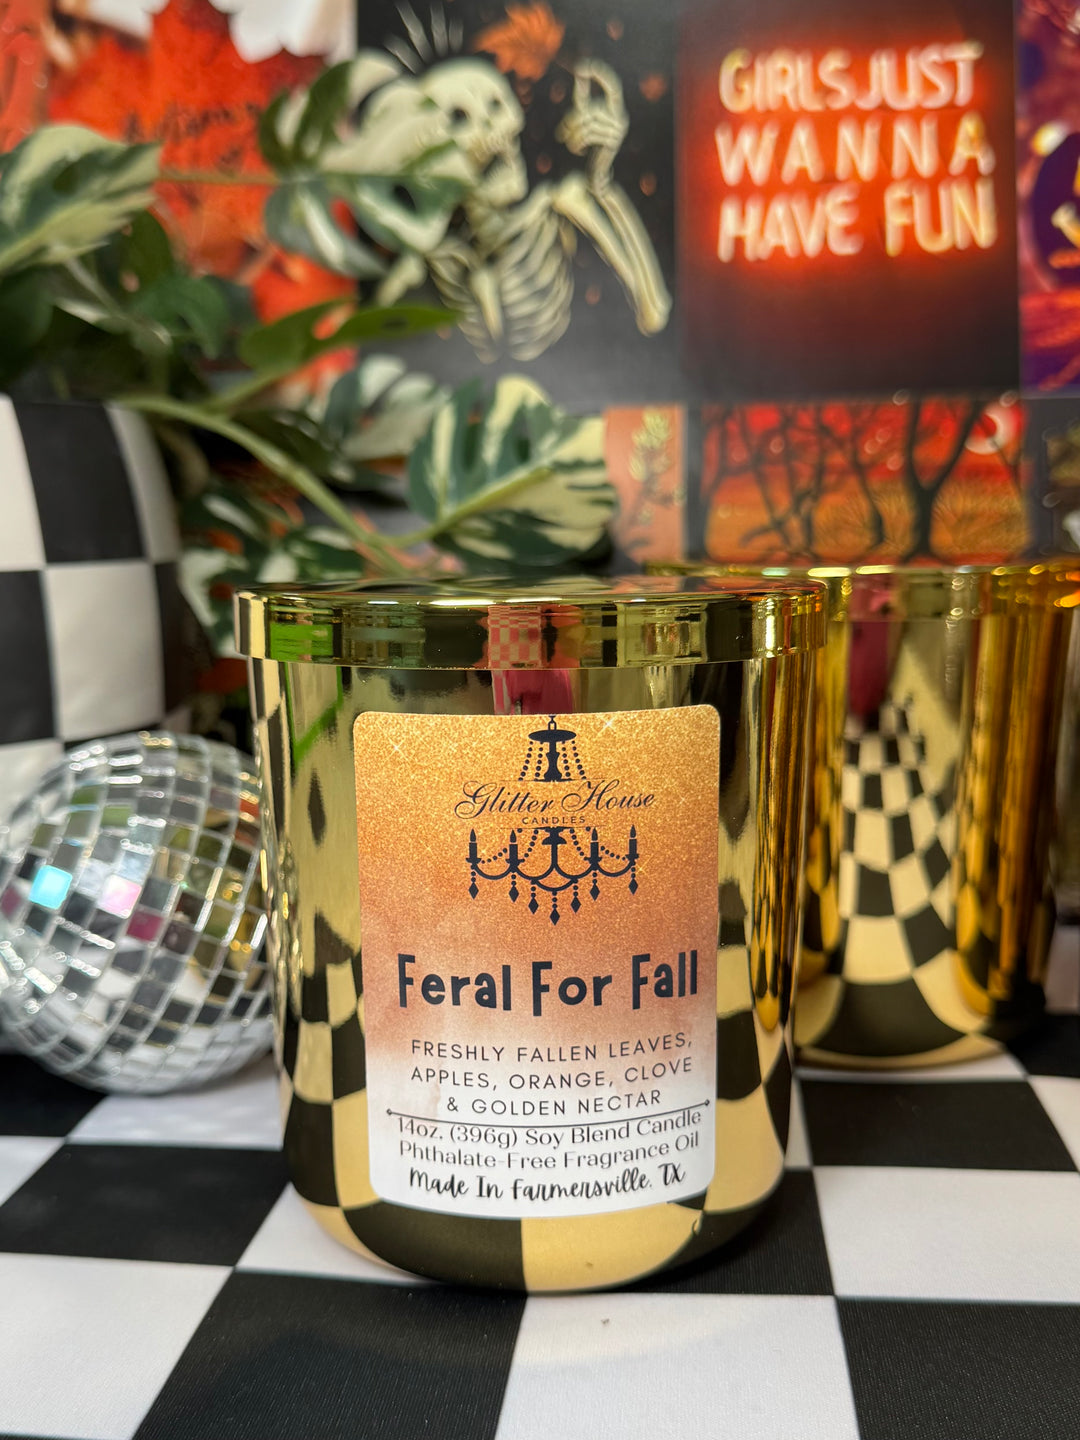 GIRLS JUST
WANNA
HAVE FUN
Glitter House
CANDLES
Feral For Fall
FRESHLY FALLEN LEAVES,
APPLES, ORANGE, CLOVE
& GOLDEN NECTAR
14oz. (396g) Soy Blend Candle
Phthalate-Free Fragrance Oil
Made In Farmersville, TX